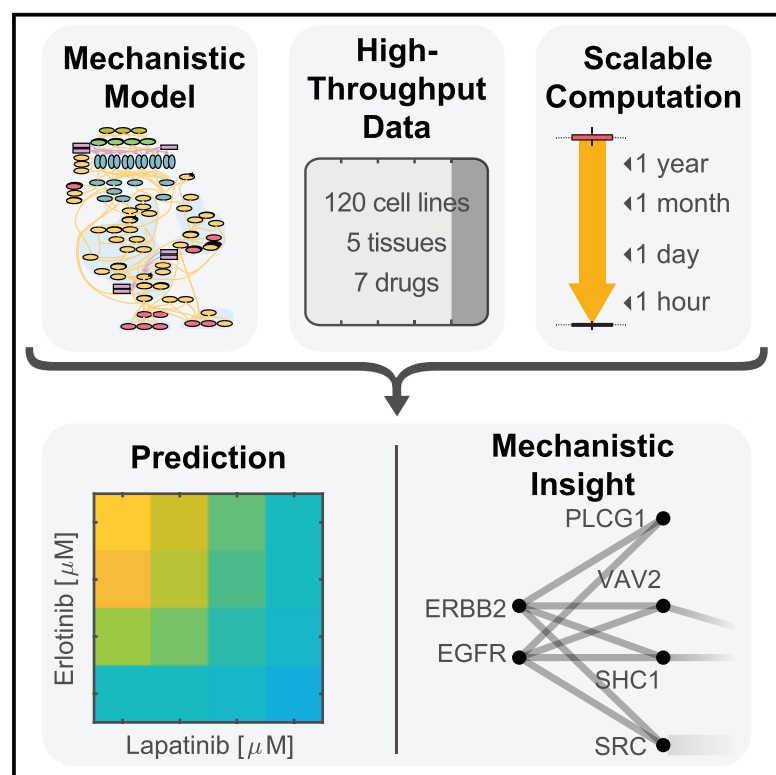 Mechanistic
Model
High-
Throughput
Data
120 cell lines
5 tissues
7 drugs
Scalable
Computation
1 year
1 month
1 day
1 hour
Prediction
Erlotinib [μM]
Lapatinib [μM]
Mechanistic
Insight
PLCG1
VAV2
ERBB2
EGFR
SHC1
SRC